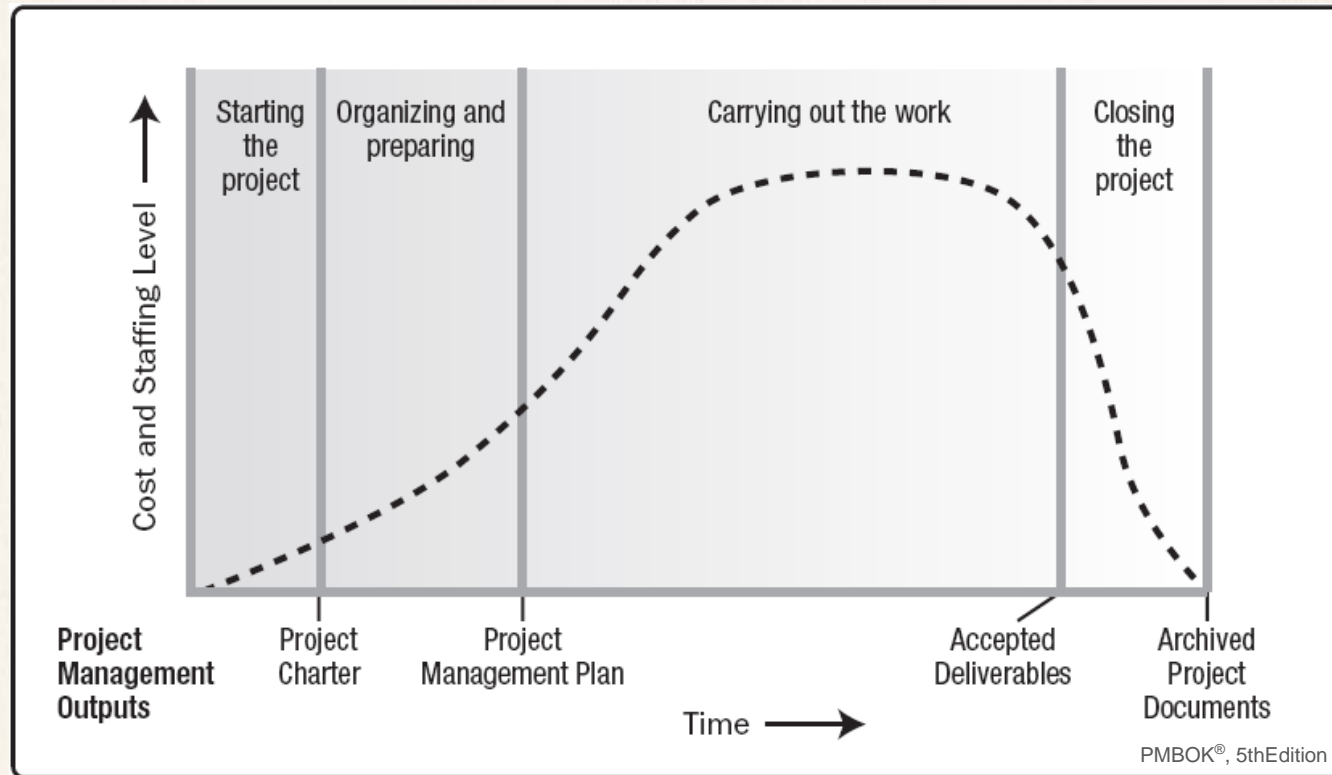 Starting
the
project
Organizing and
preparing
Carrying out the work
Closing
the
project
Cost and Staffing Level
Project
Management
Outputs
Project
Charter
Project
Management Plan
Accepted
Deliverables
Archived
Project
Documents
Time
PMBOK®, 5thEdition